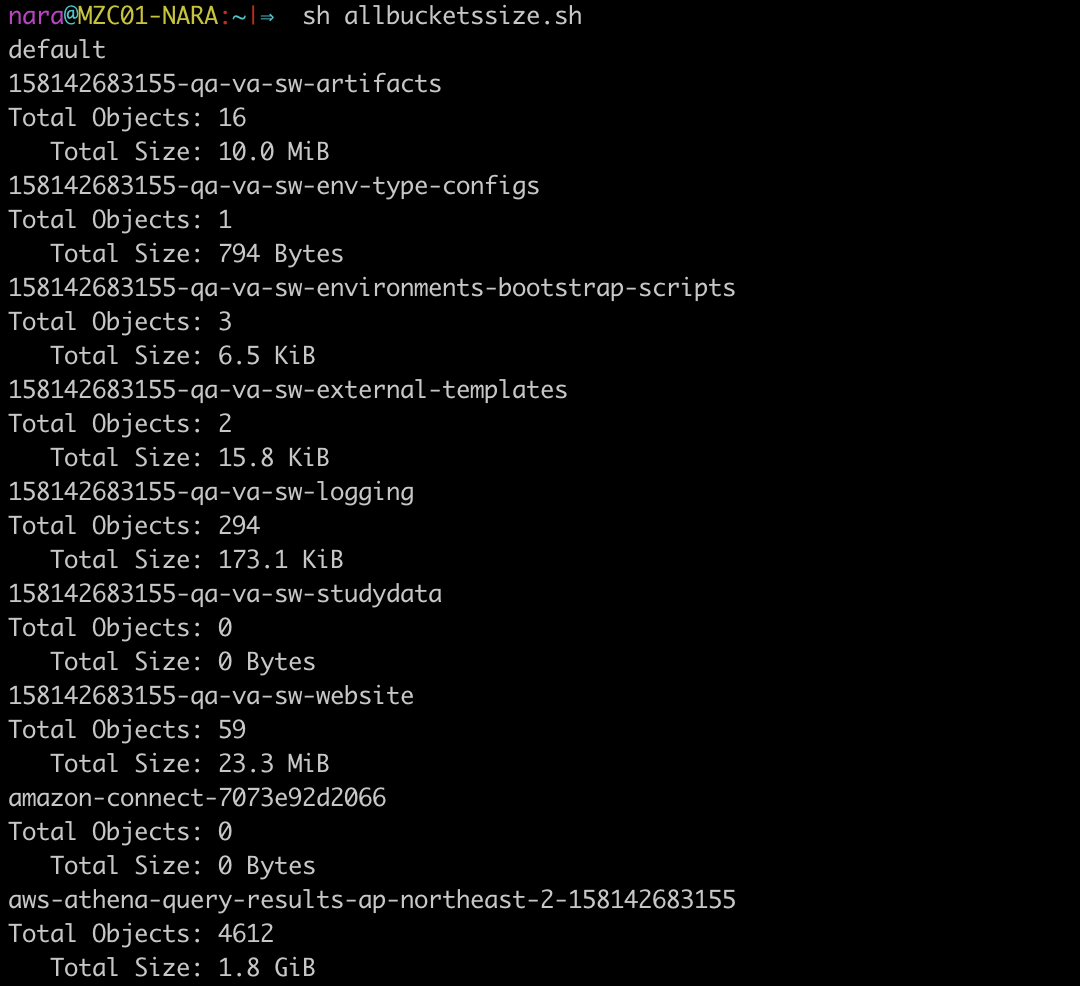 nara@MZC01-NARA:~|⇒  sh allbucketssize.sh
default
158142683155-qa-va-sw-artifacts
Total Objects: 16
   Total Size: 10.0 MiB
158142683155-qa-va-sw-env-type-configs
Total Objects: 1
   Total Size: 794 Bytes
158142683155-qa-va-sw-environments-bootstrap-scripts
Total Objects: 3
   Total Size: 6.5 KiB
158142683155-qa-va-sw-external-templates
Total Objects: 2
   Total Size: 15.8 KiB
158142683155-qa-va-sw-logging
Total Objects: 294
   Total Size: 173.1 KiB
158142683155-qa-va-sw-studydata
Total Objects: 0
   Total Size: 0 Bytes
158142683155-qa-va-sw-website
Total Objects: 59
   Total Size: 23.3 MiB
amazon-connect-7073e92d2066
Total Objects: 0
   Total Size: 0 Bytes
aws-athena-query-results-ap-northeast-2-158142683155
Total Objects: 4612
   Total Size: 1.8 GiB